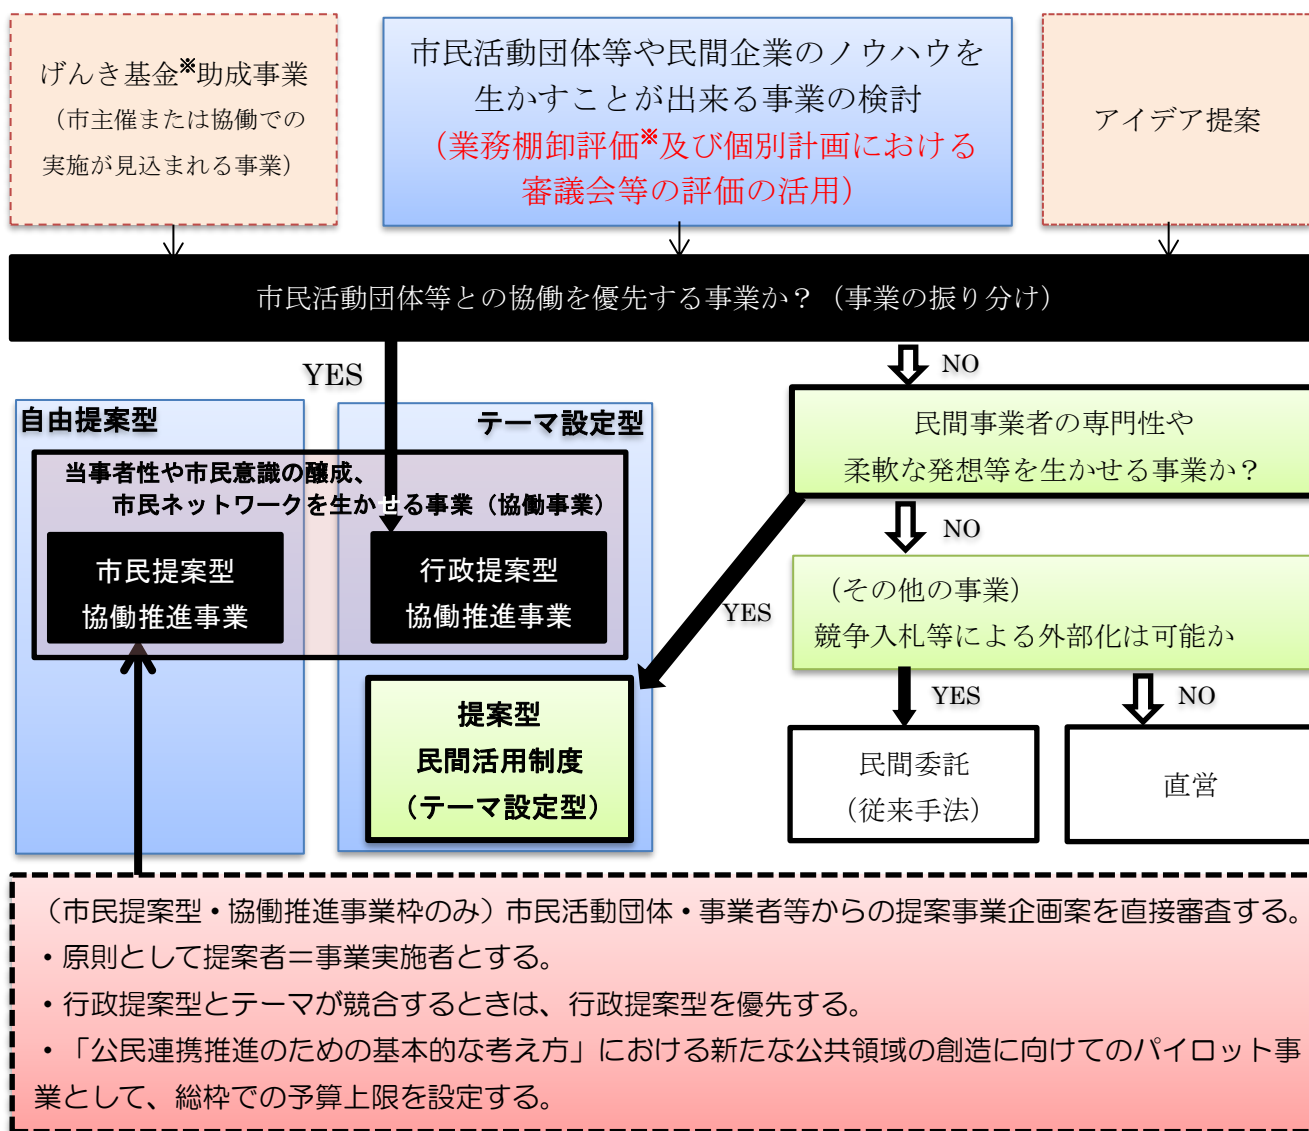 げんき基金※助成事業
（市主催または協働での
実施が見込まれる事業）
市民活動団体等や民間企業のノウハウを
生かすことが出来る事業の検討
（業務棚卸評価※及び個別計画における
審議会等の評価の活用）
アイデア提案
市民活動団体等との協働を優先する事業か？（事業の振り分け）
YES
NO
自由提案型
テーマ設定型
当事者性や市民意識の醸成、
市民ネットワークを生かせる事業（協働事業）
市民提案型
協働推進事業
行政提案型
協働推進事業
民間事業者の専門性や
柔軟な発想等を生かせる事業か？
NO
YES
（その他の事業）
競争入札等による外部化は可能か
YES
NO
提案型
民間活用制度
（テーマ設定型）
民間委託
（従来手法）
直営
（市民提案型・協働推進事業枠のみ）市民活動団体・事業者等からの提案事業企画案を直接審査する。
・原則として提案者＝事業実施者とする。
・行政提案型とテーマが競合するときは、行政提案型を優先する。
・「公民連携推進のための基本的な考え方」における新たな公共領域の創造に向けてのパイロット事
業として、総枠での予算上限を設定する。